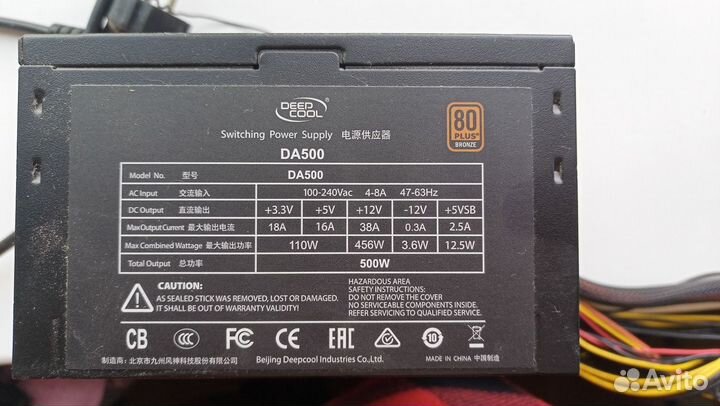 DEEP
COOL ®
80
PLUS®
BRONZE
Switching Power Supply 电源供应器
DA500
Model No. 型号 DA500
AC Input 交流输入 100-240Vac 4-8A 47-63Hz
DC Output 直流输出 +3.3V +5V +12V -12V +5VSB
Max Output Current 最大输出电流 18A 16A 38A 0.3A 2.5A
Max Combined Wattage 最大输出功率 110W 456W 3.6W 12.5W
Total Output 总功率 500W
CAUTION:
AS SEALED STICK WAS REMOVED, LOST OR DAMAGED.
IT WILL BE OUT OF WARRANTY VALIDITY!
HAZARDOUS AREA
SAFETY INSTRUCTIONS:
DO NOT REMOVE THE COVER
NO SERVICEABLE COMPONENTS INSIDE.
REFER SERVICING TO QUALIFIED SERVICE.
CB CCC FC CE EAC 10
制造商: 北京市九州风神科技股份有限公司 Beijing Deepcool Industries Co.,Ltd. MADE IN CHINA 中国制造
Avito